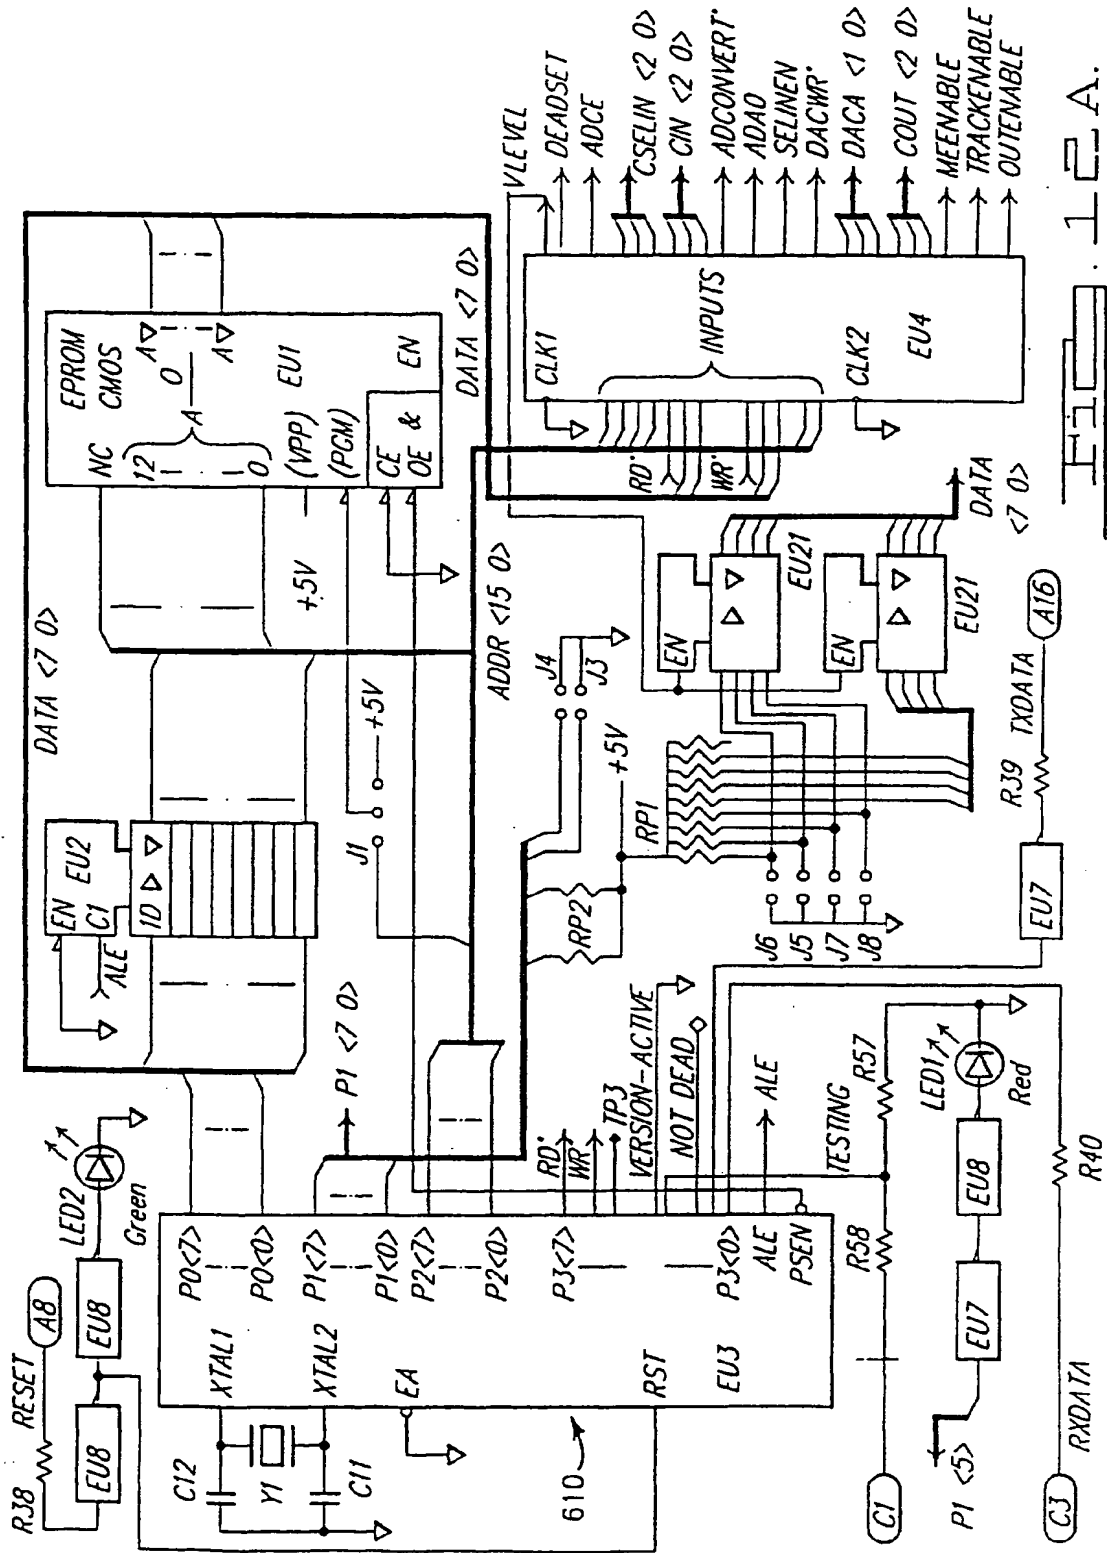 R38
RESET
A8
EU8
EU8
LED2
Green
C12
Y1
C11
XTAL1
XTAL2
EA
RST
EU3
610
P0<7>
P0<0>
P1<7>
P1<0>
P2<7>
P2<0>
P3<7>
P3<0>
ALE
PSEN
P1 <7 0>
RD*
WR*
TP3
VERSION-ACTIVE
NOT DEAD
ALE
TESTING
R58
R57
C1
P1 <5>
EU7
EU8
LED1
Red
C3
RXDATA
R40
DATA <7 0>
EN
EU2
C1
ALE
1D
J1
+5V
+5V
ADDR <15 0>
J4
J3
+5V
RP1
RP2
J6
J5
J7
J8
EU7
R39
TXDATA
A16
EPROM
CMOS
NC
12
0
A
0
A
A
EU1
(VPP)
(PGM)
CE
OE &
EN
DATA <7 0>
EN
EU21
EN
EU21
DATA
<7 0>
RD*
WR*
CLK1
INPUTS
CLK2
EU4
VLEVEL
DEADSET
ADCE
CSELIN <2 0>
CIN <2 0>
ADCONVERT*
ADAO
SELINEN
DACWR*
DACA <1 0>
COUT <2 0>
MEENABLE
TRACKENABLE
OUTENABLE
FIG. 12A.